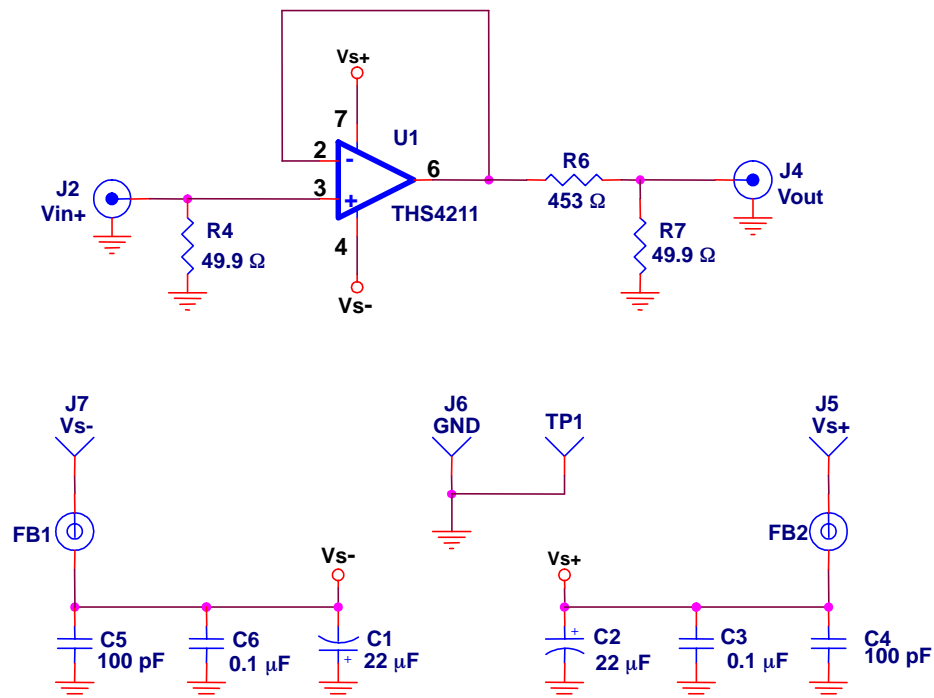 Vs+
7
U1
2
-
6
R6
J4
J2
3
+
Vin+
453 Ω
Vout
THS4211
R4
R7
4
49.9 Ω
49.9 Ω
Vs-
J7
J6
J5
Vs-
GND
TP1
Vs+
FB1
FB2
Vs-
Vs+
C5
C6
C1
+
C2
C3
C4
100 pF
0.1 µF
+
22 µF
22 µF
0.1 µF
100 pF